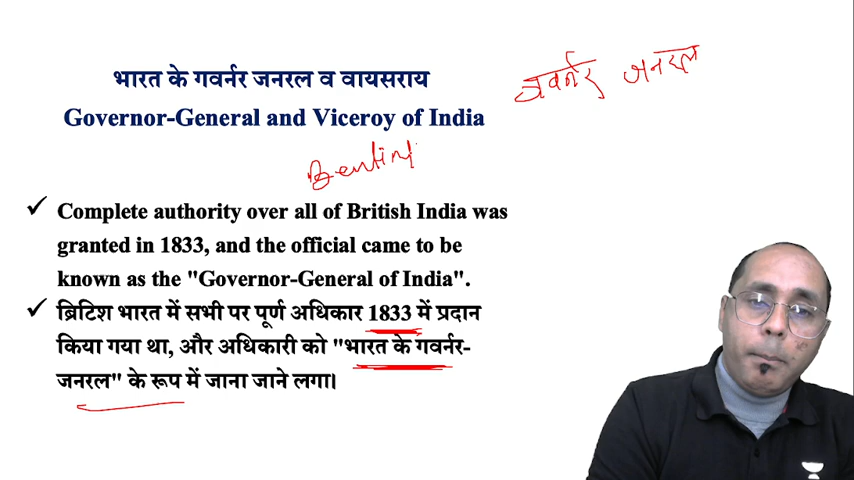 भारत के गवर्नर जनरल व वायसराय
गवर्नर जनरल
Governor-General and Viceroy of India
Bentink
✓ Complete authority over all of British India was
granted in 1833, and the official came to be
known as the "Governor-General of India".
✓ ब्रिटिश भारत में सभी पर पूर्ण अधिकार 1833 में प्रदान
किया गया था, और अधिकारी को "भारत के गवर्नर-
जनरल" के रूप में जाना जाने लगा।